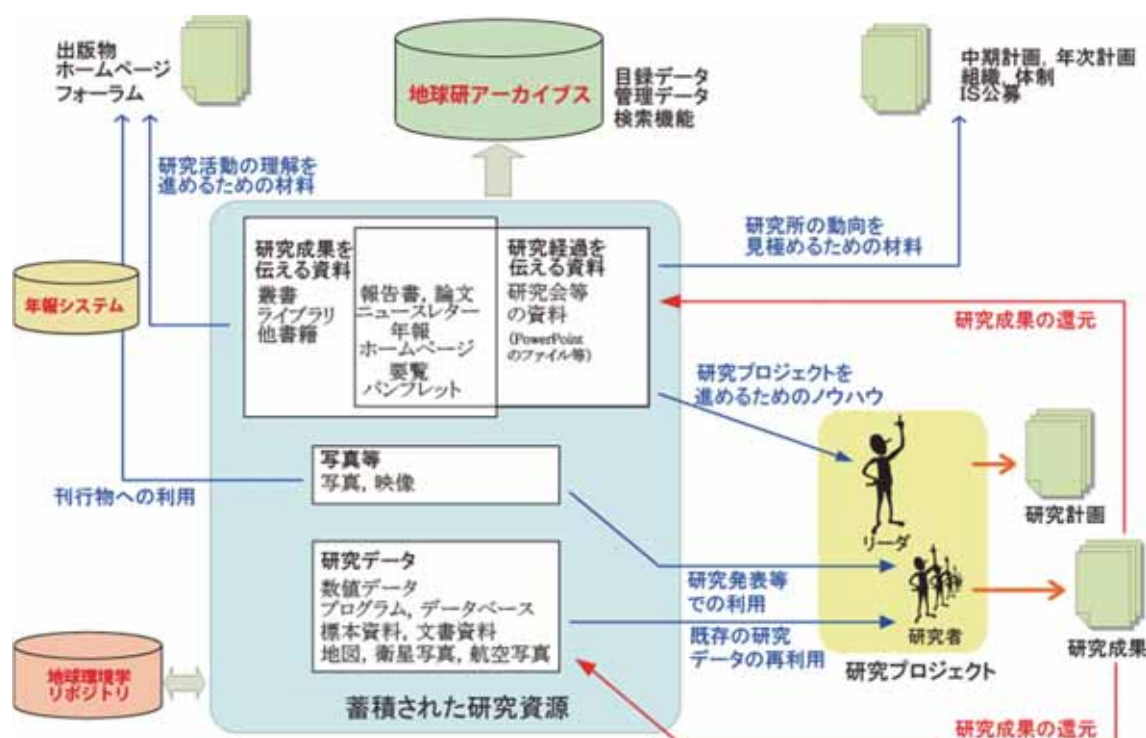 出版物
ホームページ
フォーラム
地球研アーカイブス
目録データ
管理データ
検索機能
中期計画, 年次計画
組織, 体制
IS公募
研究活動の理解を
進めるための材料
研究所の動向を
見極めるための材料
年報システム
研究成果を
伝える資料
叢書
ライブラリ
他書籍
報告書, 論文
ニュースレター
年報
ホームページ
要覧
パンフレット
研究経過を
伝える資料
研究会等
の資料
(PowerPoint
のファイル等)
研究成果の還元
研究プロジェクトを
進めるためのノウハウ
写真等
写真, 映像
刊行物への利用
リーダ
研究計画
研究データ
数値データ
プログラム, データベース
標本資料, 文書資料
地図, 衛星写真, 航空写真
研究発表等
での利用
既存の研究
データの再利用
研究者
研究プロジェクト
研究成果
地球環境学
リポジトリ
蓄積された研究資源
研究成果の還元